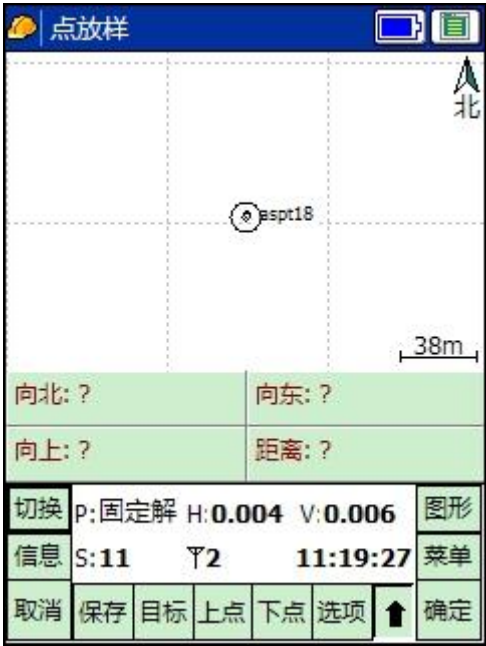 点放样
北
aspt18
38m
向北: ? 向东: ?
向上: ? 距离: ?
切换 P:固定解 H:0.004 V:0.006 图形
信息 S:11 2 11:19:27 菜单
取消 保存 目标 上点 下点 选项 确定